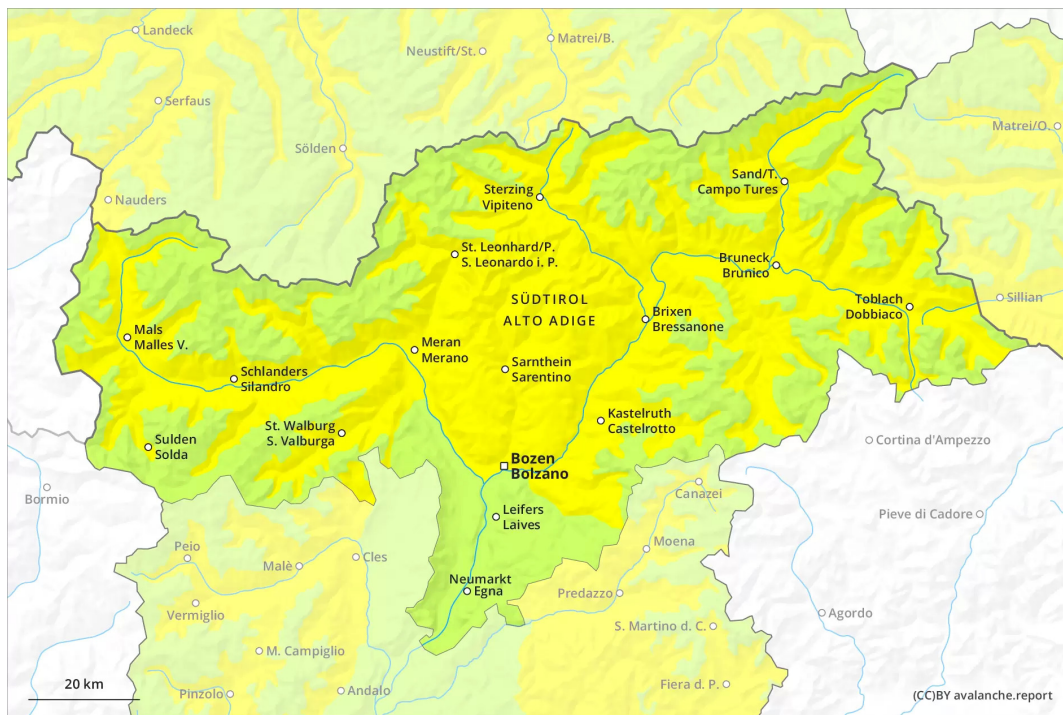 Landeck
Matrei/B.
Neustift/St.
Serfaus
Matrei/O.
Sölden
Sand/T.
Campo Tures
Sterzing
Vipiteno
Nauders
St. Leonhard/P.
S. Leonardo i. P.
Bruneck
Brunico
SÜDTIROL
ALTO ADIGE
Toblach
Dobbiaco
Sillian
Brixen
Bressanone
Mals
Malles V.
Meran
Merano
Schlanders
Silandro
Sarnthein
Sarentino
Kastelruth
Castelrotto
St. Walburg
S. Valburga
Sulden
Solda
Cortina d'Ampezzo
Bozen
Bolzano
Bormio
Canazei
Leifers
Laives
Pieve di Cadore
Moena
Peio
Cles
Malè
Neumarkt
Egna
Predazzo
Vermiglio
Agordo
S. Martino d. C.
M. Campiglio
20 km
Pinzolo
Andalo
Fiera d. P.
(CC)BY avalanche.report